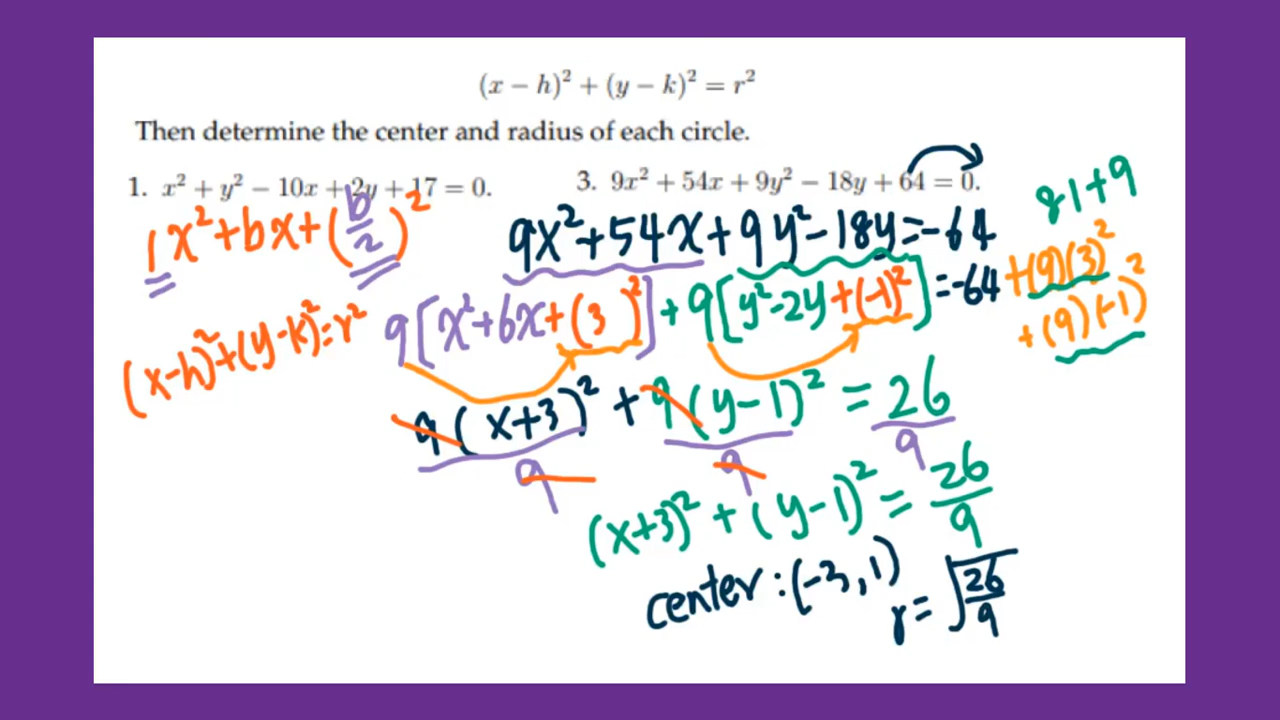 (x − h)² + (y − k)² = r²
Then determine the center and radius of each circle.
1. x² + y² − 10x + 2y + 17 = 0.
3. 9x² + 54x + 9y² − 18y + 64 = 0.
81+9
1x²+bx+(b/2)²
9x²+54x+9y²-18y=-64
+(9)(3)²
+(9)(-1)²
9[x²+6x+(3)²]+9[y²-2y+(-1)²]=-64
(x-h)²+(y-k)²=r²
9(x+3)²/9+9(y-1)²/9=26/9
(x+3)²+(y-1)²=26/9
center:(-3,1)
r=√(26/9)